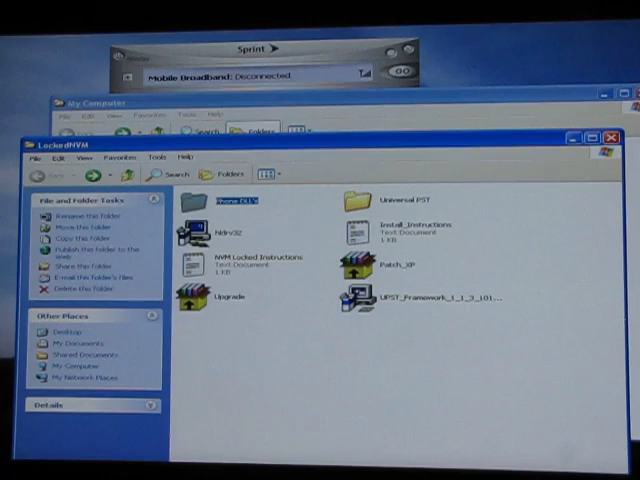 Sprint
Mobile Broadband: Disconnected
GO
My Computer
File Edit View Favorites Tools Help
Search Folders
LockedNVM
File Edit View Favorites Tools Help
Back Search Folders
File and Folder Tasks
Rename this folder
Move this folder
Copy this folder
Publish this folder to the
Web
Share this folder
E-mail this folder's files
Delete this folder
Other Places
Desktop
My Documents
Shared Documents
My Computer
My Network Places
Details
Phone DLL's
Universal PST
hldrv32
Install_Instructions
Text Document
1 KB
NVM Locked Instructions
Text Document
1 KB
Patch_XP
Upgrade
UPST_Framework_1_1_3_101...